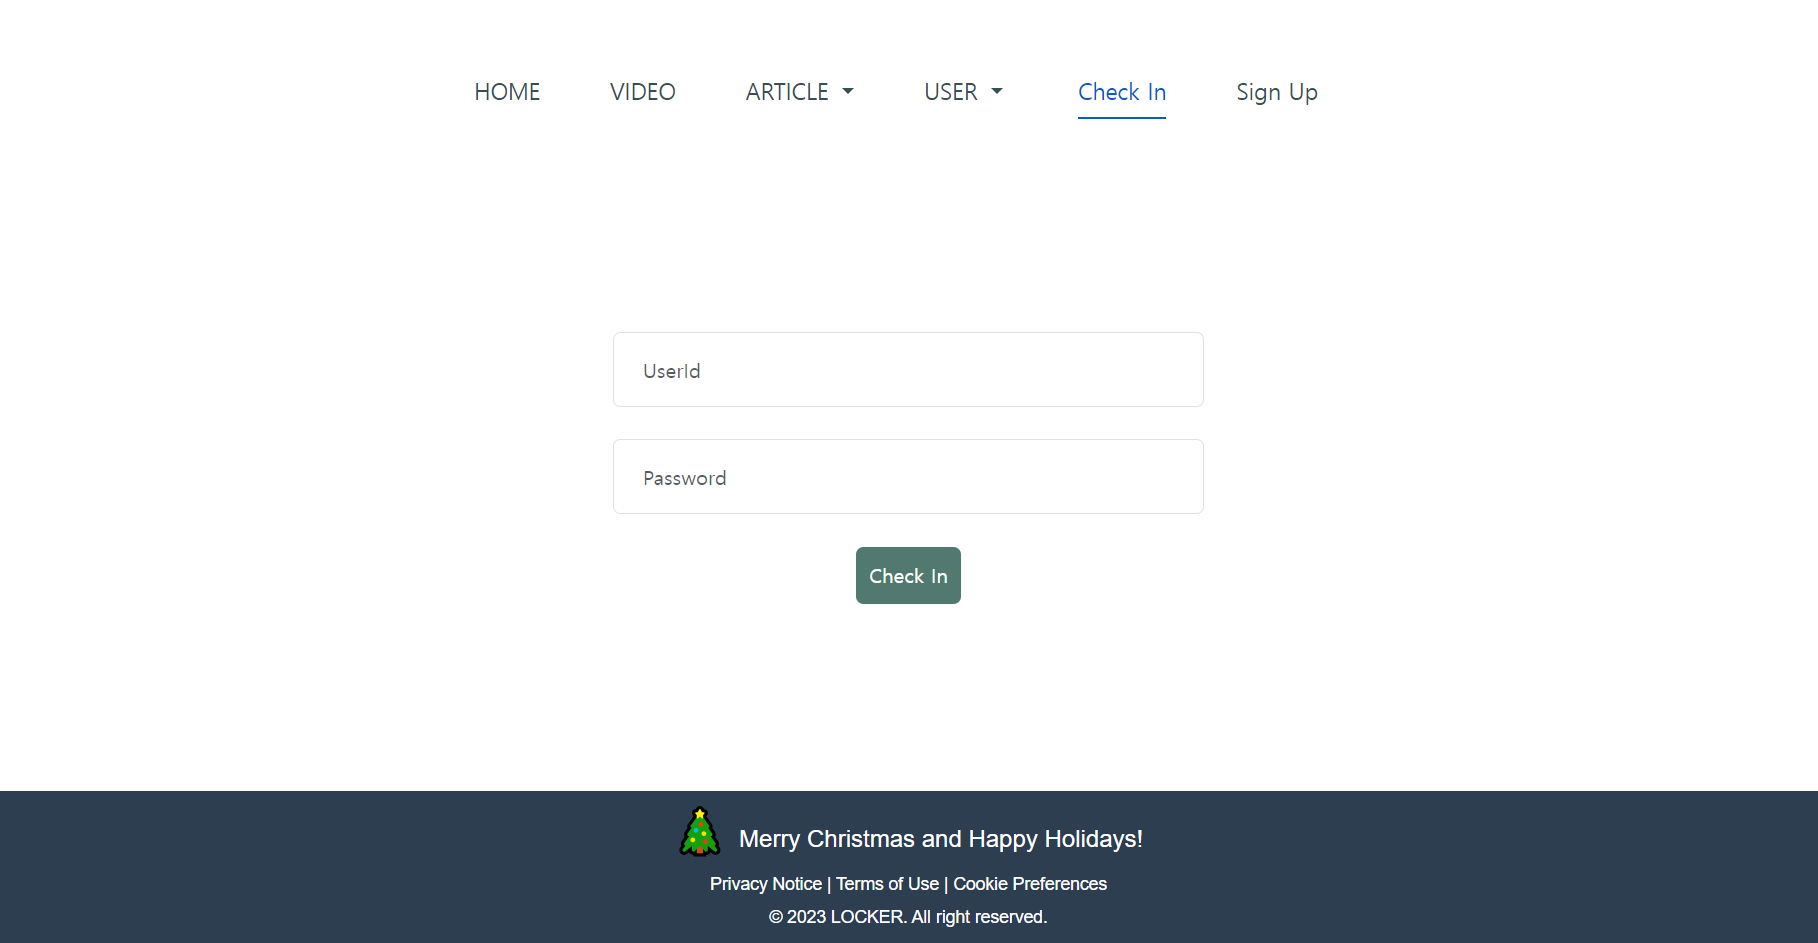 HOME VIDEO ARTICLE USER Check In Sign Up
UserId
Password
Check In
Merry Christmas and Happy Holidays!
Privacy Notice | Terms of Use | Cookie Preferences
© 2023 LOCKER. All right reserved.